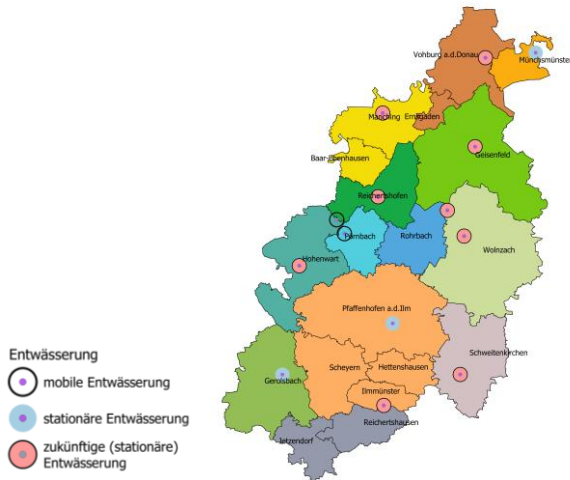 Vohburg a.d.Donau
Münchsmünster
Manching
Ernsgaden
Geisenfeld
Baar-Ebenhausen
Reichertshofen
Pörnbach
Rohrbach
Wolnzach
Hohenwart
Pfaffenhofen a.d.Ilm
Schweitenkirchen
Scheyern
Hettenshausen
Gerolsbach
Ilmmünster
Reichertshausen
Jetzendorf
Entwässerung
mobile Entwässerung
stationäre Entwässerung
zukünftige (stationäre)
Entwässerung